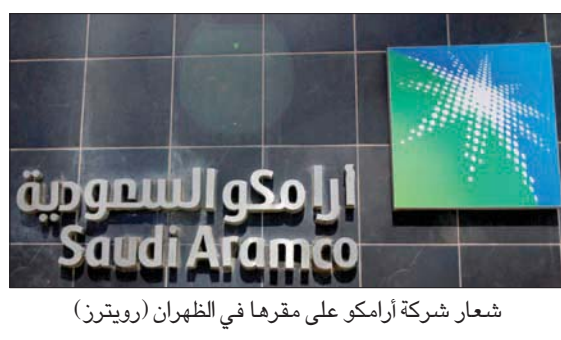 أرامكو السعودية
Saudi Aramco
شعار شركة أرامكو على مقرها في الظهران (رويترز)